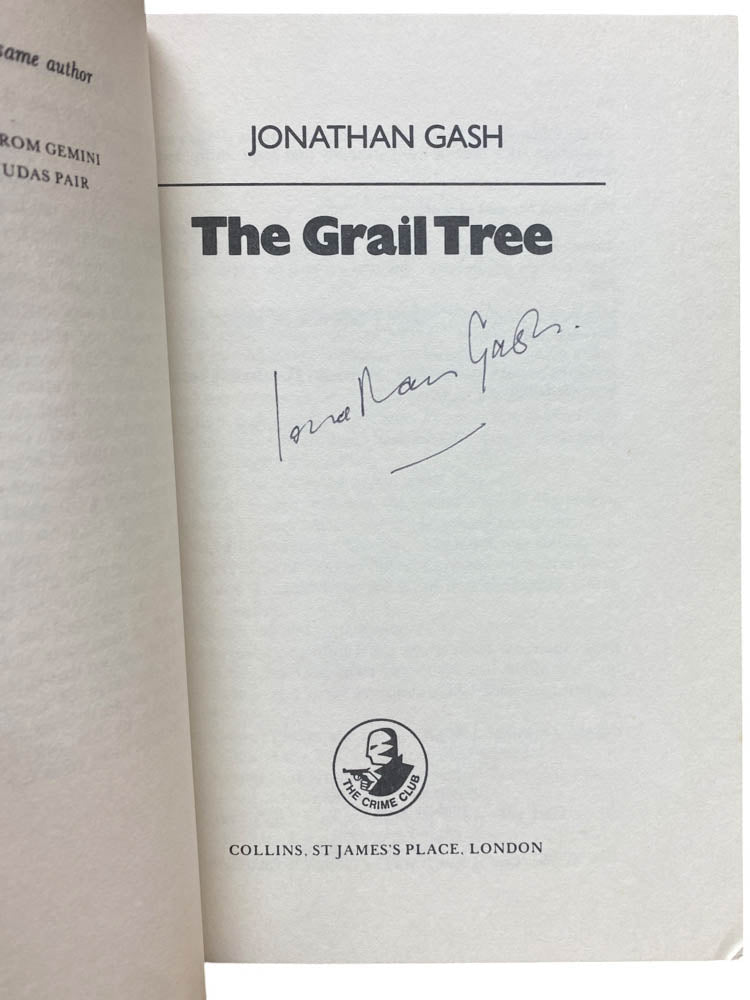 same author
ROM GEMINI
UDAS PAIR
JONATHAN GASH
The Grail Tree
Jonathan Gash.
THE CRIME CLUB
COLLINS, ST JAMES'S PLACE, LONDON